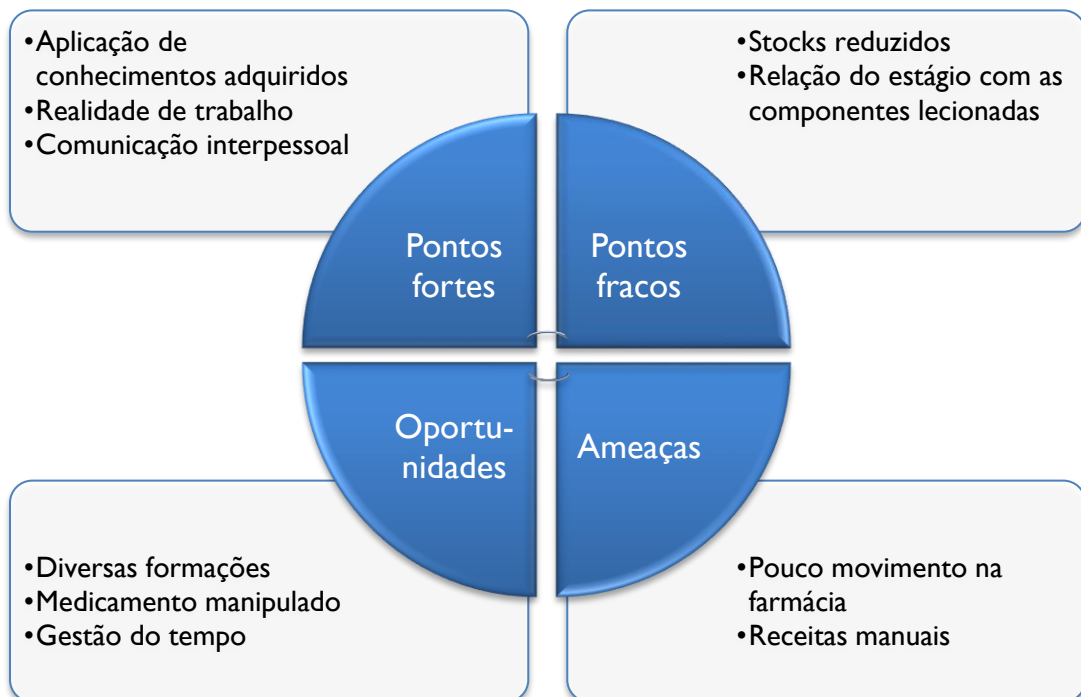 •Aplicação de
conhecimentos adquiridos
•Realidade de trabalho
•Comunicação interpessoal
•Stocks reduzidos
•Relação do estágio com as
componentes lecionadas
Pontos
fortes
Pontos
fracos
Oportu-
nidades
Ameaças
•Diversas formações
•Medicamento manipulado
•Gestão do tempo
•Pouco movimento na
farmácia
•Receitas manuais